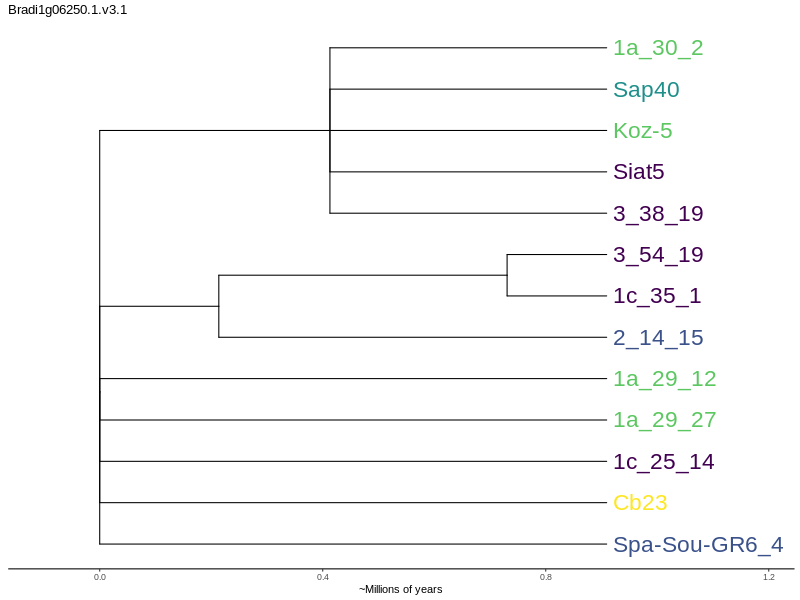 Bradi1g06250.1.v3.1
1a_30_2
Sap40
Koz-5
Siat5
3_38_19
3_54_19
1c_35_1
2_14_15
1a_29_12
1a_29_27
1c_25_14
Cb23
Spa-Sou-GR6_4
0.0 0.4 0.8 1.2
~Millions of years